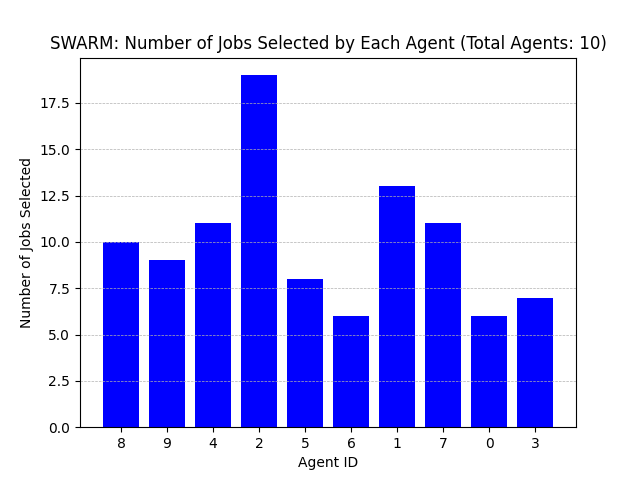 SWARM: Number of Jobs Selected by Each Agent (Total Agents: 10)
Number of Jobs Selected
17.5
15.0
12.5
10.0
7.5
5.0
2.5
0.0
8 9 4 2 5 6 1 7 0 3
Agent ID